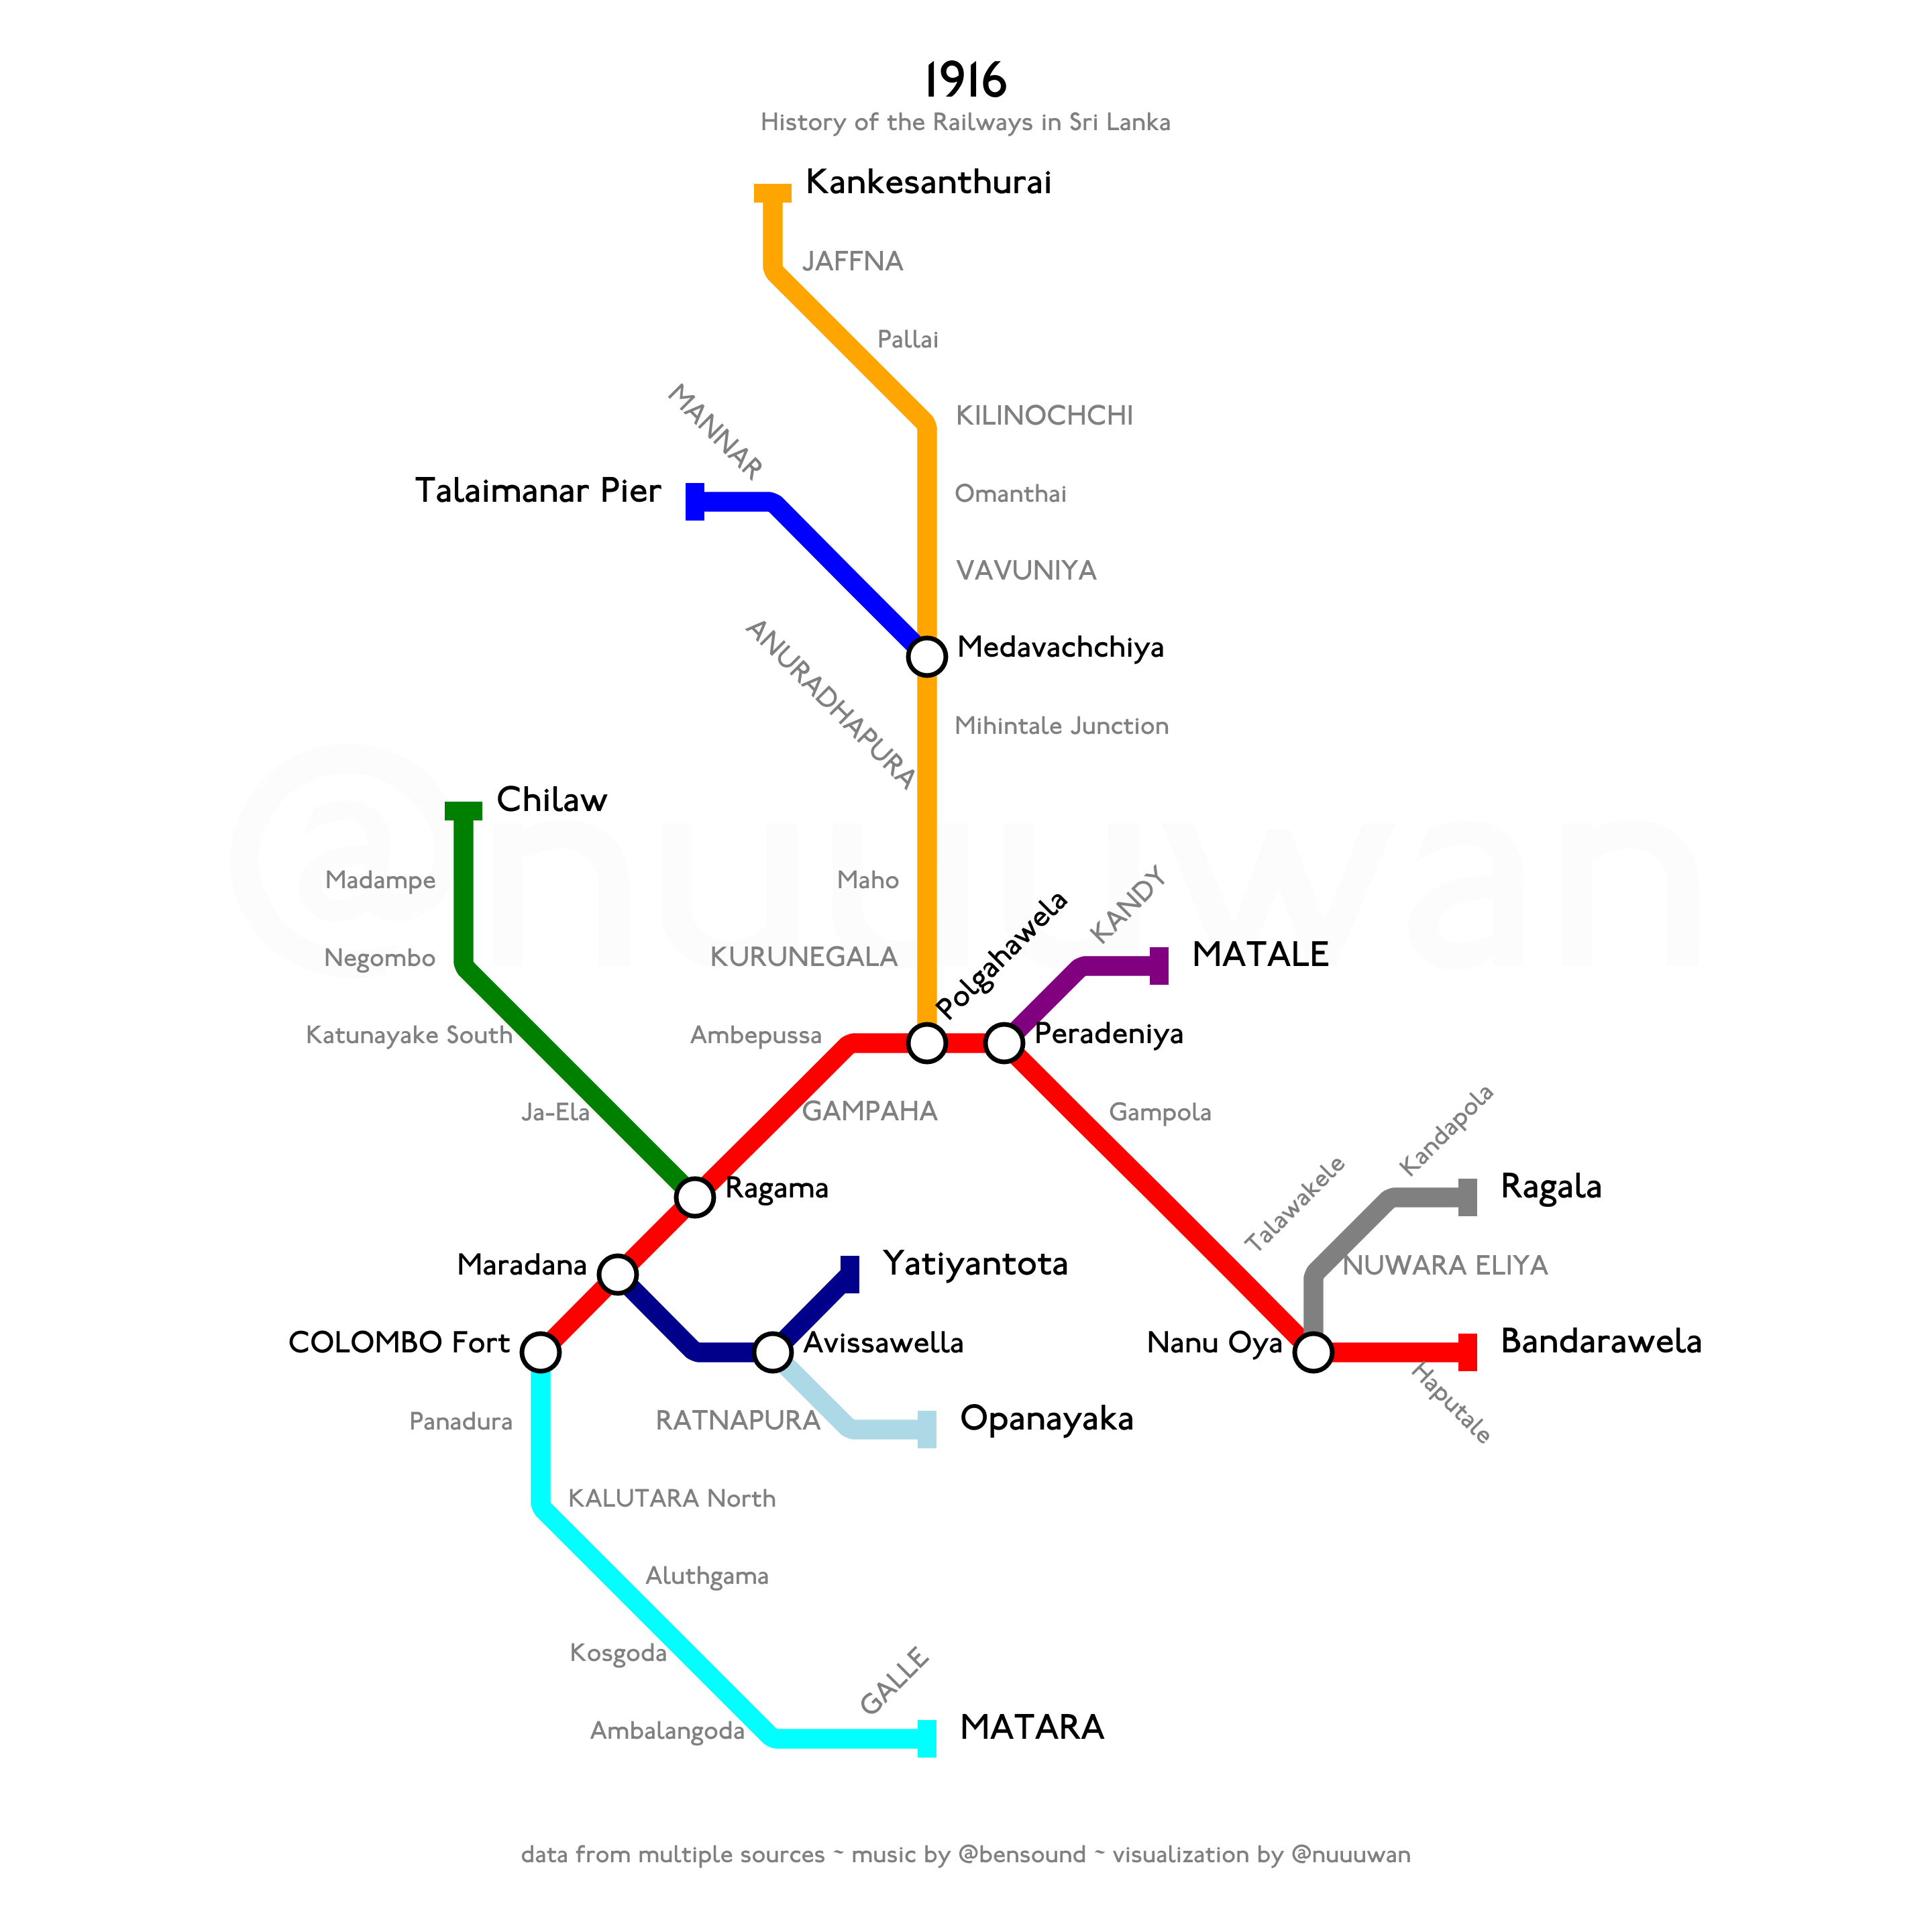 1916
History of the Railways in Sri Lanka
Kankesanthurai
JAFFNA
Pallai
KILINOCHCHI
MANNAR
Talaimanar Pier
Omanthai
VAVUNIYA
Medavachchiya
ANURADHAPURA
Mihintale Junction
Chilaw
@nuuuwan
Madampe
Maho
KANDY
Negombo
KURUNEGALA
Polgahawela
MATALE
Katunayake South
Ambepussa
Peradeniya
Ja-Ela
GAMPAHA
Gampola
Kandapola
Talawakele
Ragama
Ragala
Maradana
Yatiyantota
NUWARA ELIYA
COLOMBO Fort
Avissawella
Nanu Oya
Bandarawela
Haputale
Panadura
RATNAPURA
Opanayaka
KALUTARA North
Aluthgama
Kosgoda
GALLE
Ambalangoda
MATARA
data from multiple sources ~ music by @bensound ~ visualization by @nuuuwan